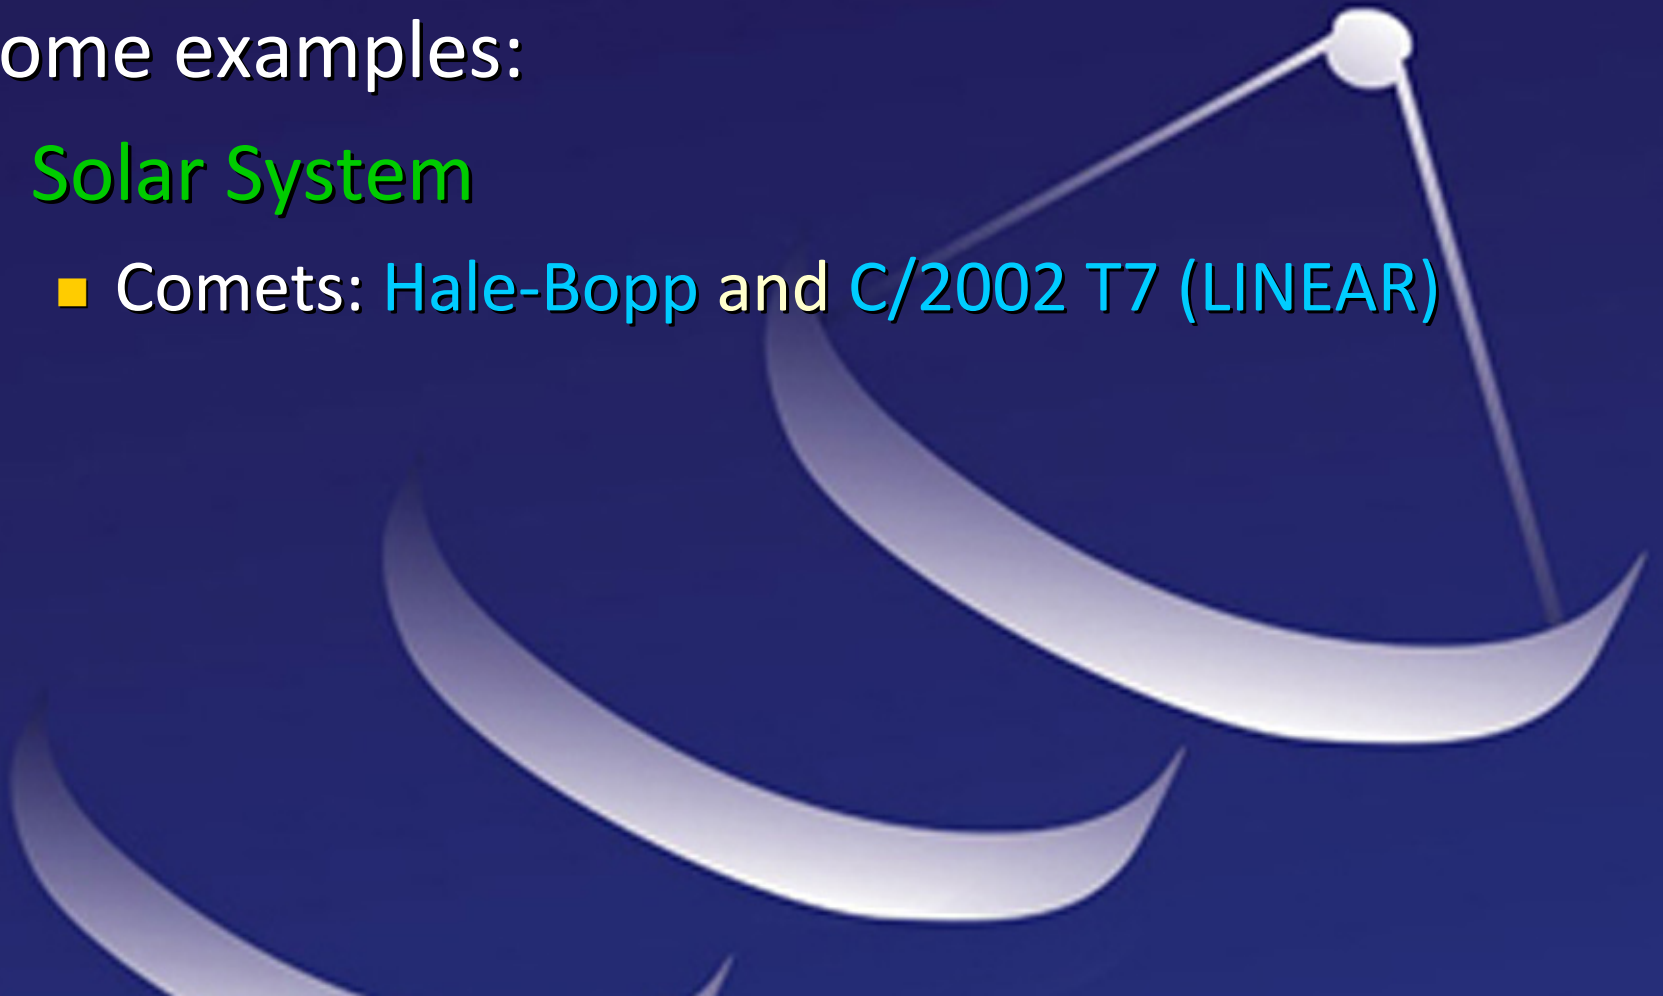 ome examples:
Solar System
Comets: Hale-Bopp and C/2002 T7 (LINEAR)